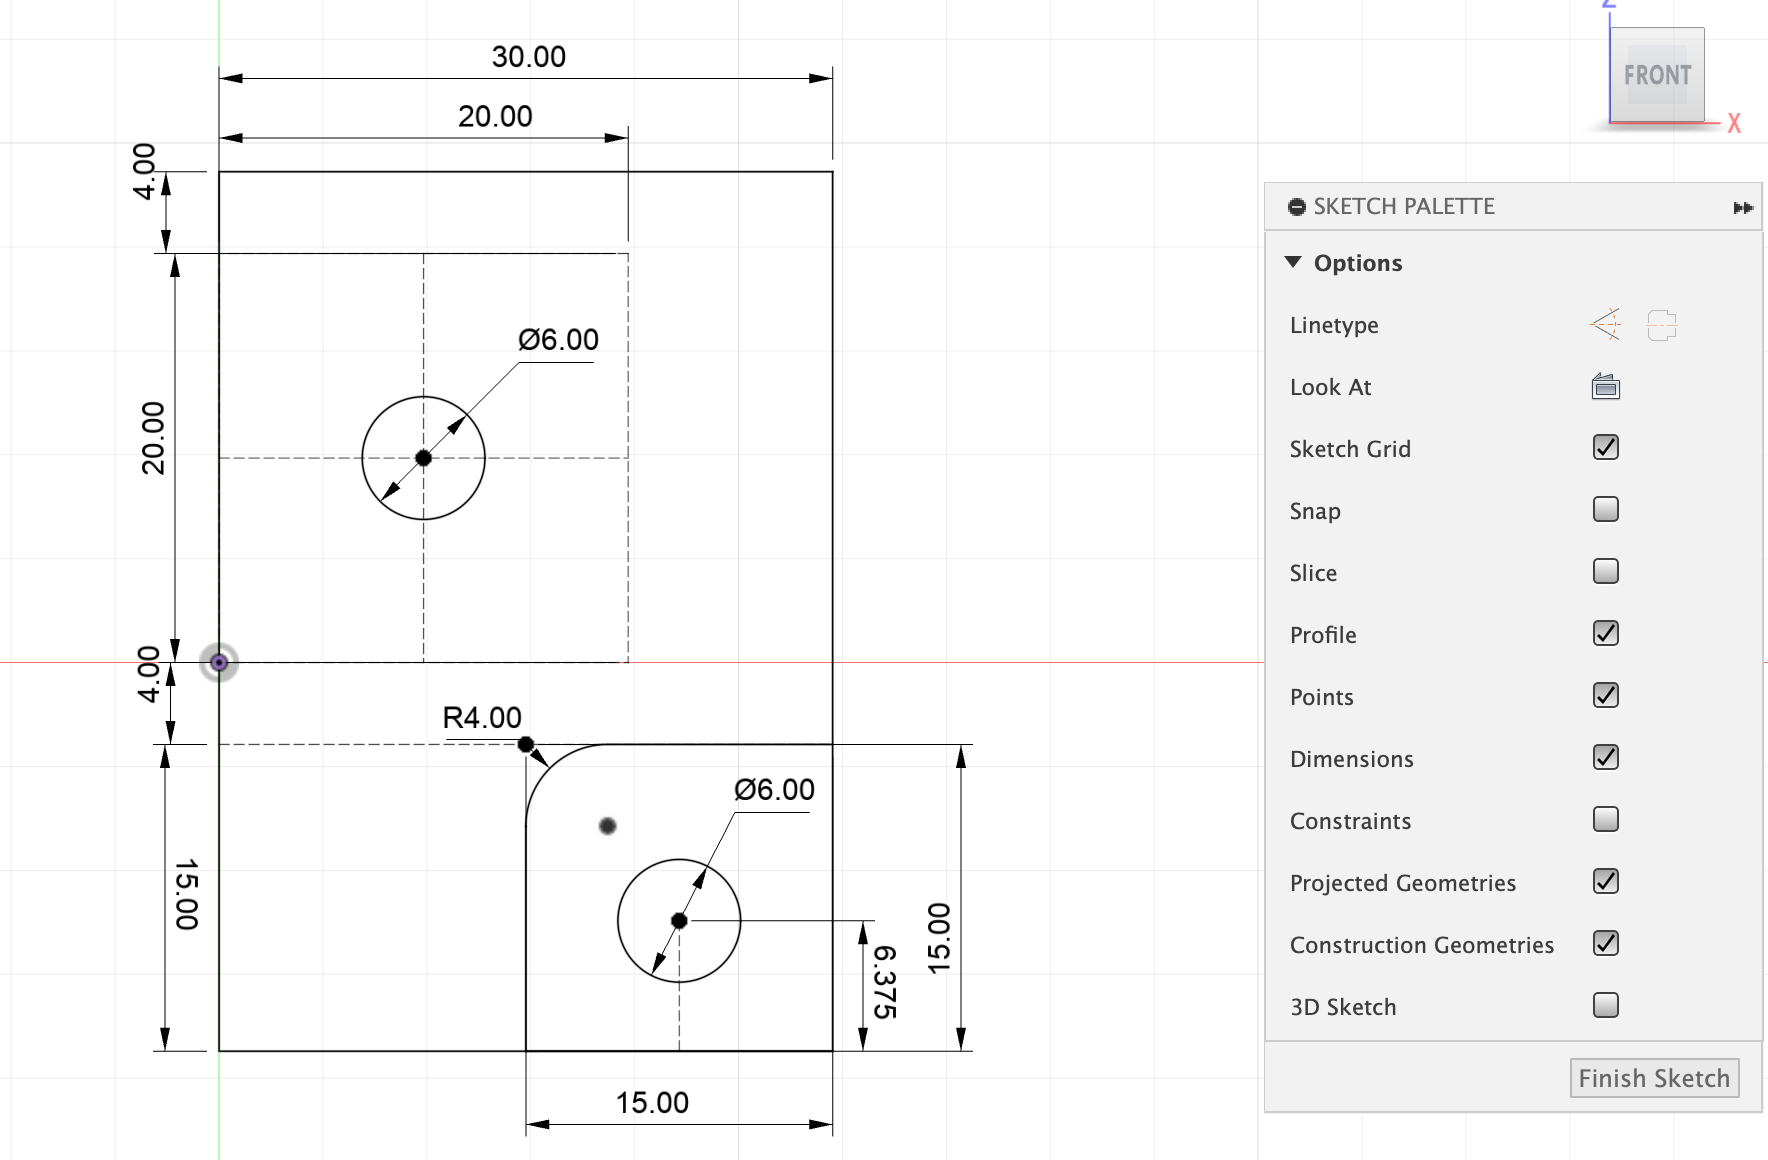 Z
FRONT
X
30.00
20.00
4.00
Ø6.00
20.00
4.00
R4.00
Ø6.00
15.00
15.00
6.375
15.00
SKETCH PALETTE
Options
Linetype
Look At
Sketch Grid
Snap
Slice
Profile
Points
Dimensions
Constraints
Projected Geometries
Construction Geometries
3D Sketch
Finish Sketch